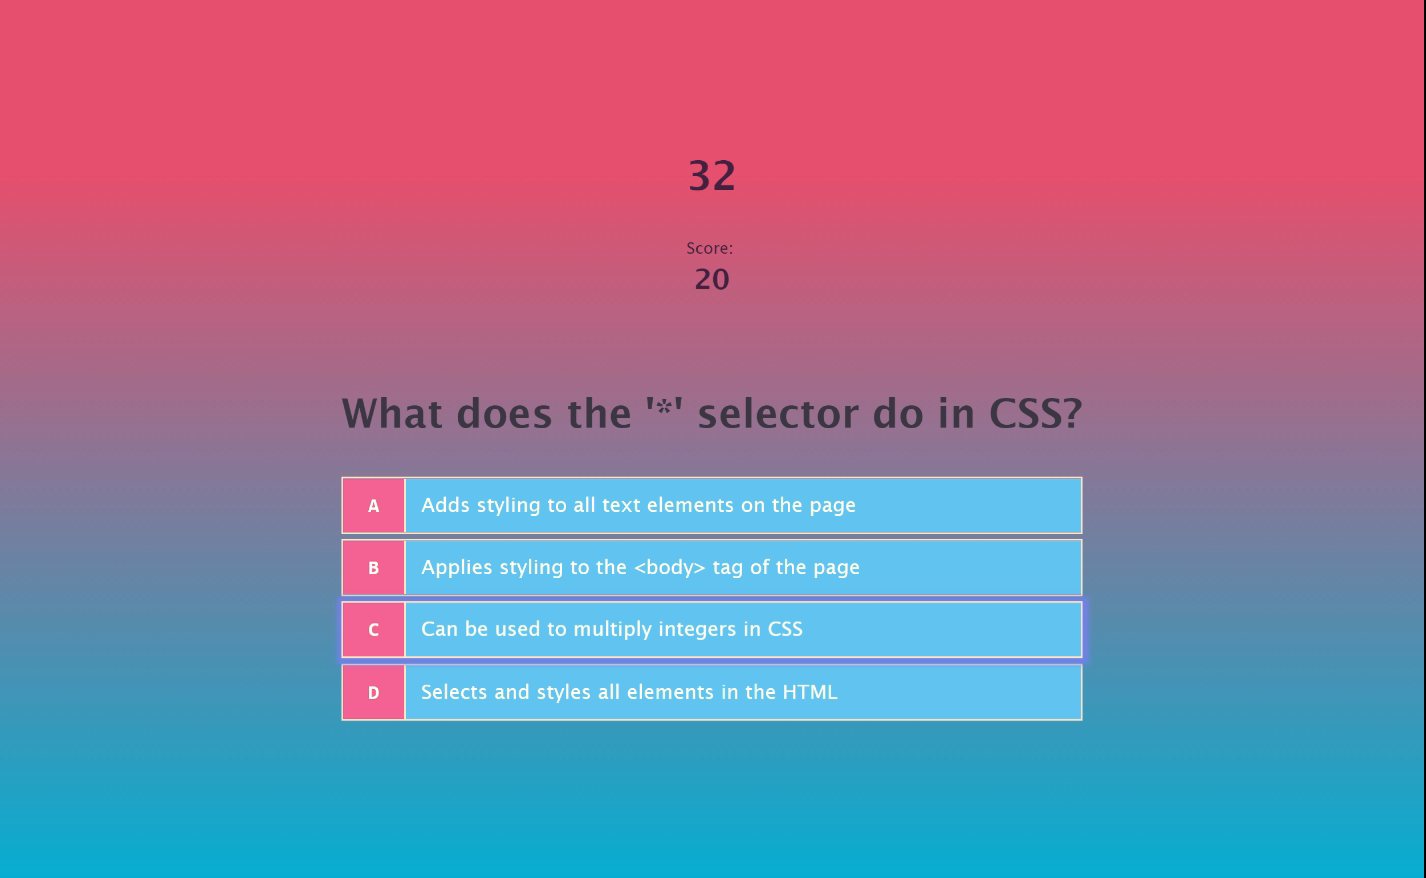 32
Score:
20
What does the '*' selector do in CSS?
A Adds styling to all text elements on the page
B Applies styling to the <body> tag of the page
C Can be used to multiply integers in CSS
D Selects and styles all elements in the HTML